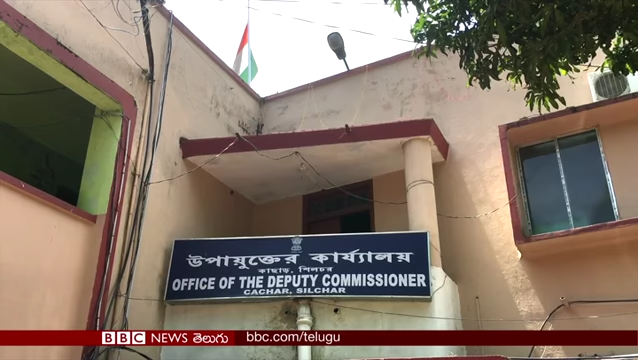 উপায়ুক্তের কার্য্যালয়
কাছাড়, শিলচর
OFFICE OF THE DEPUTY COMMISSIONER
CACHAR, SILCHAR
BBC NEWS తెలుగు bbc.com/telugu